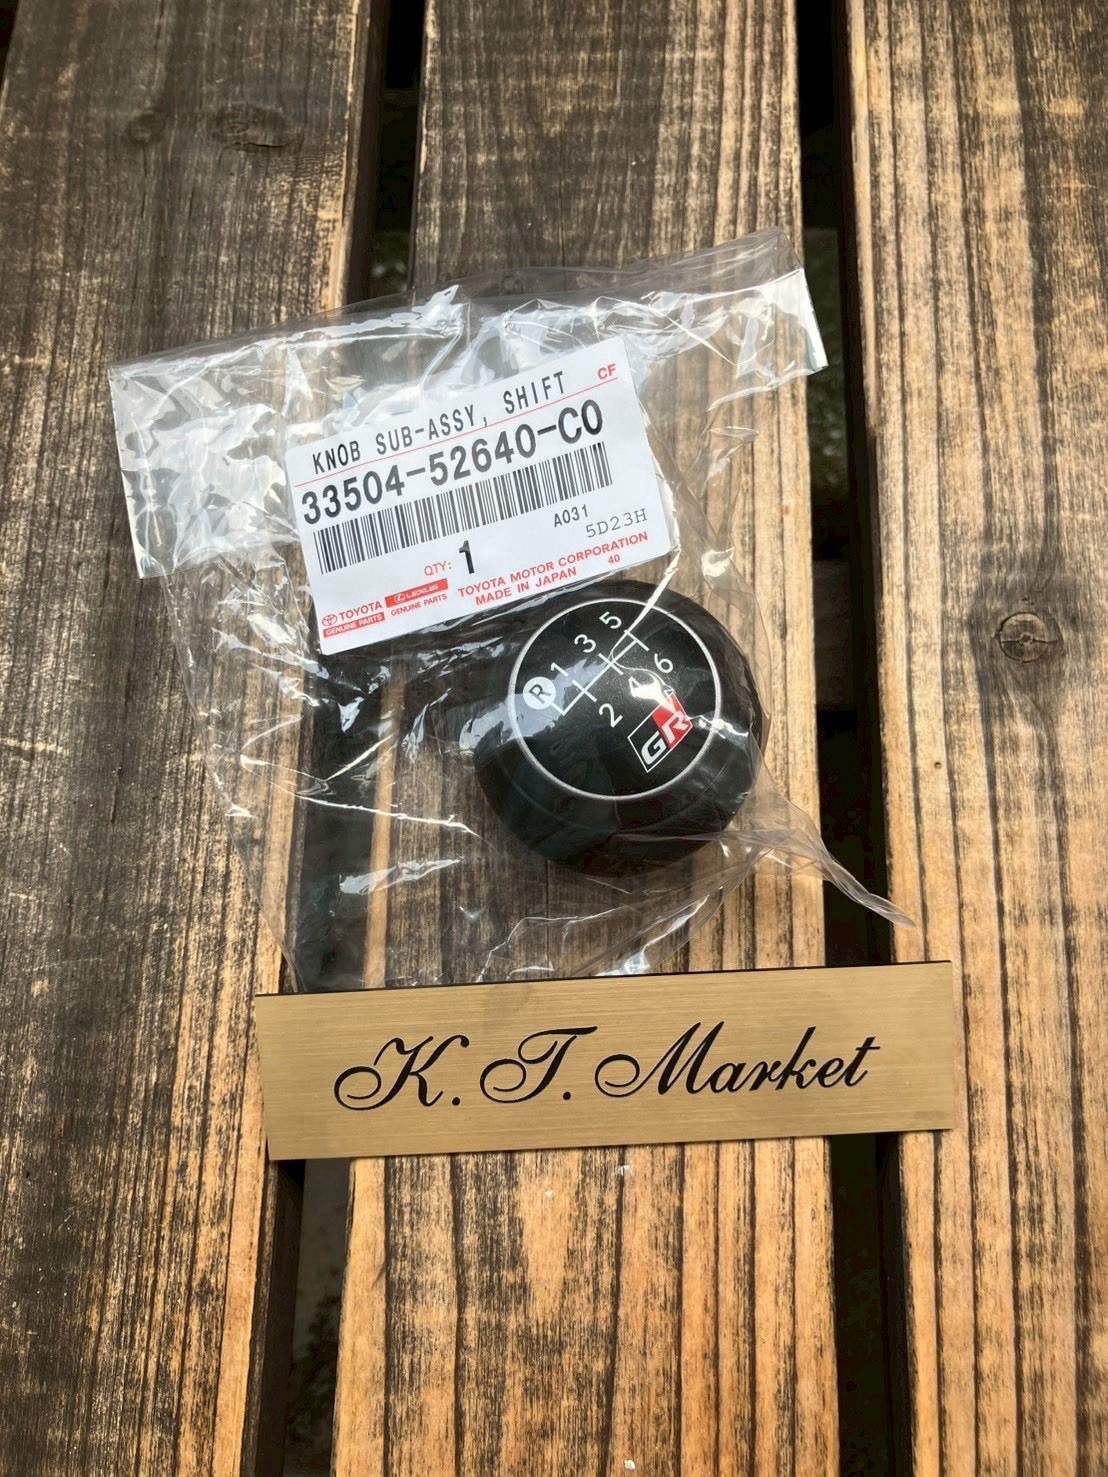 KNOB SUB-ASSY, SHIFT CF
33504-52640-C0
A031
5D23H
QTY: 1
TOYOTA MOTOR CORPORATION
MADE IN JAPAN 40
TOYOTA
GENUINE PARTS
LEXUS
GENUINE PARTS
R 1 3 5
2 4 6
GR
K. T. Market